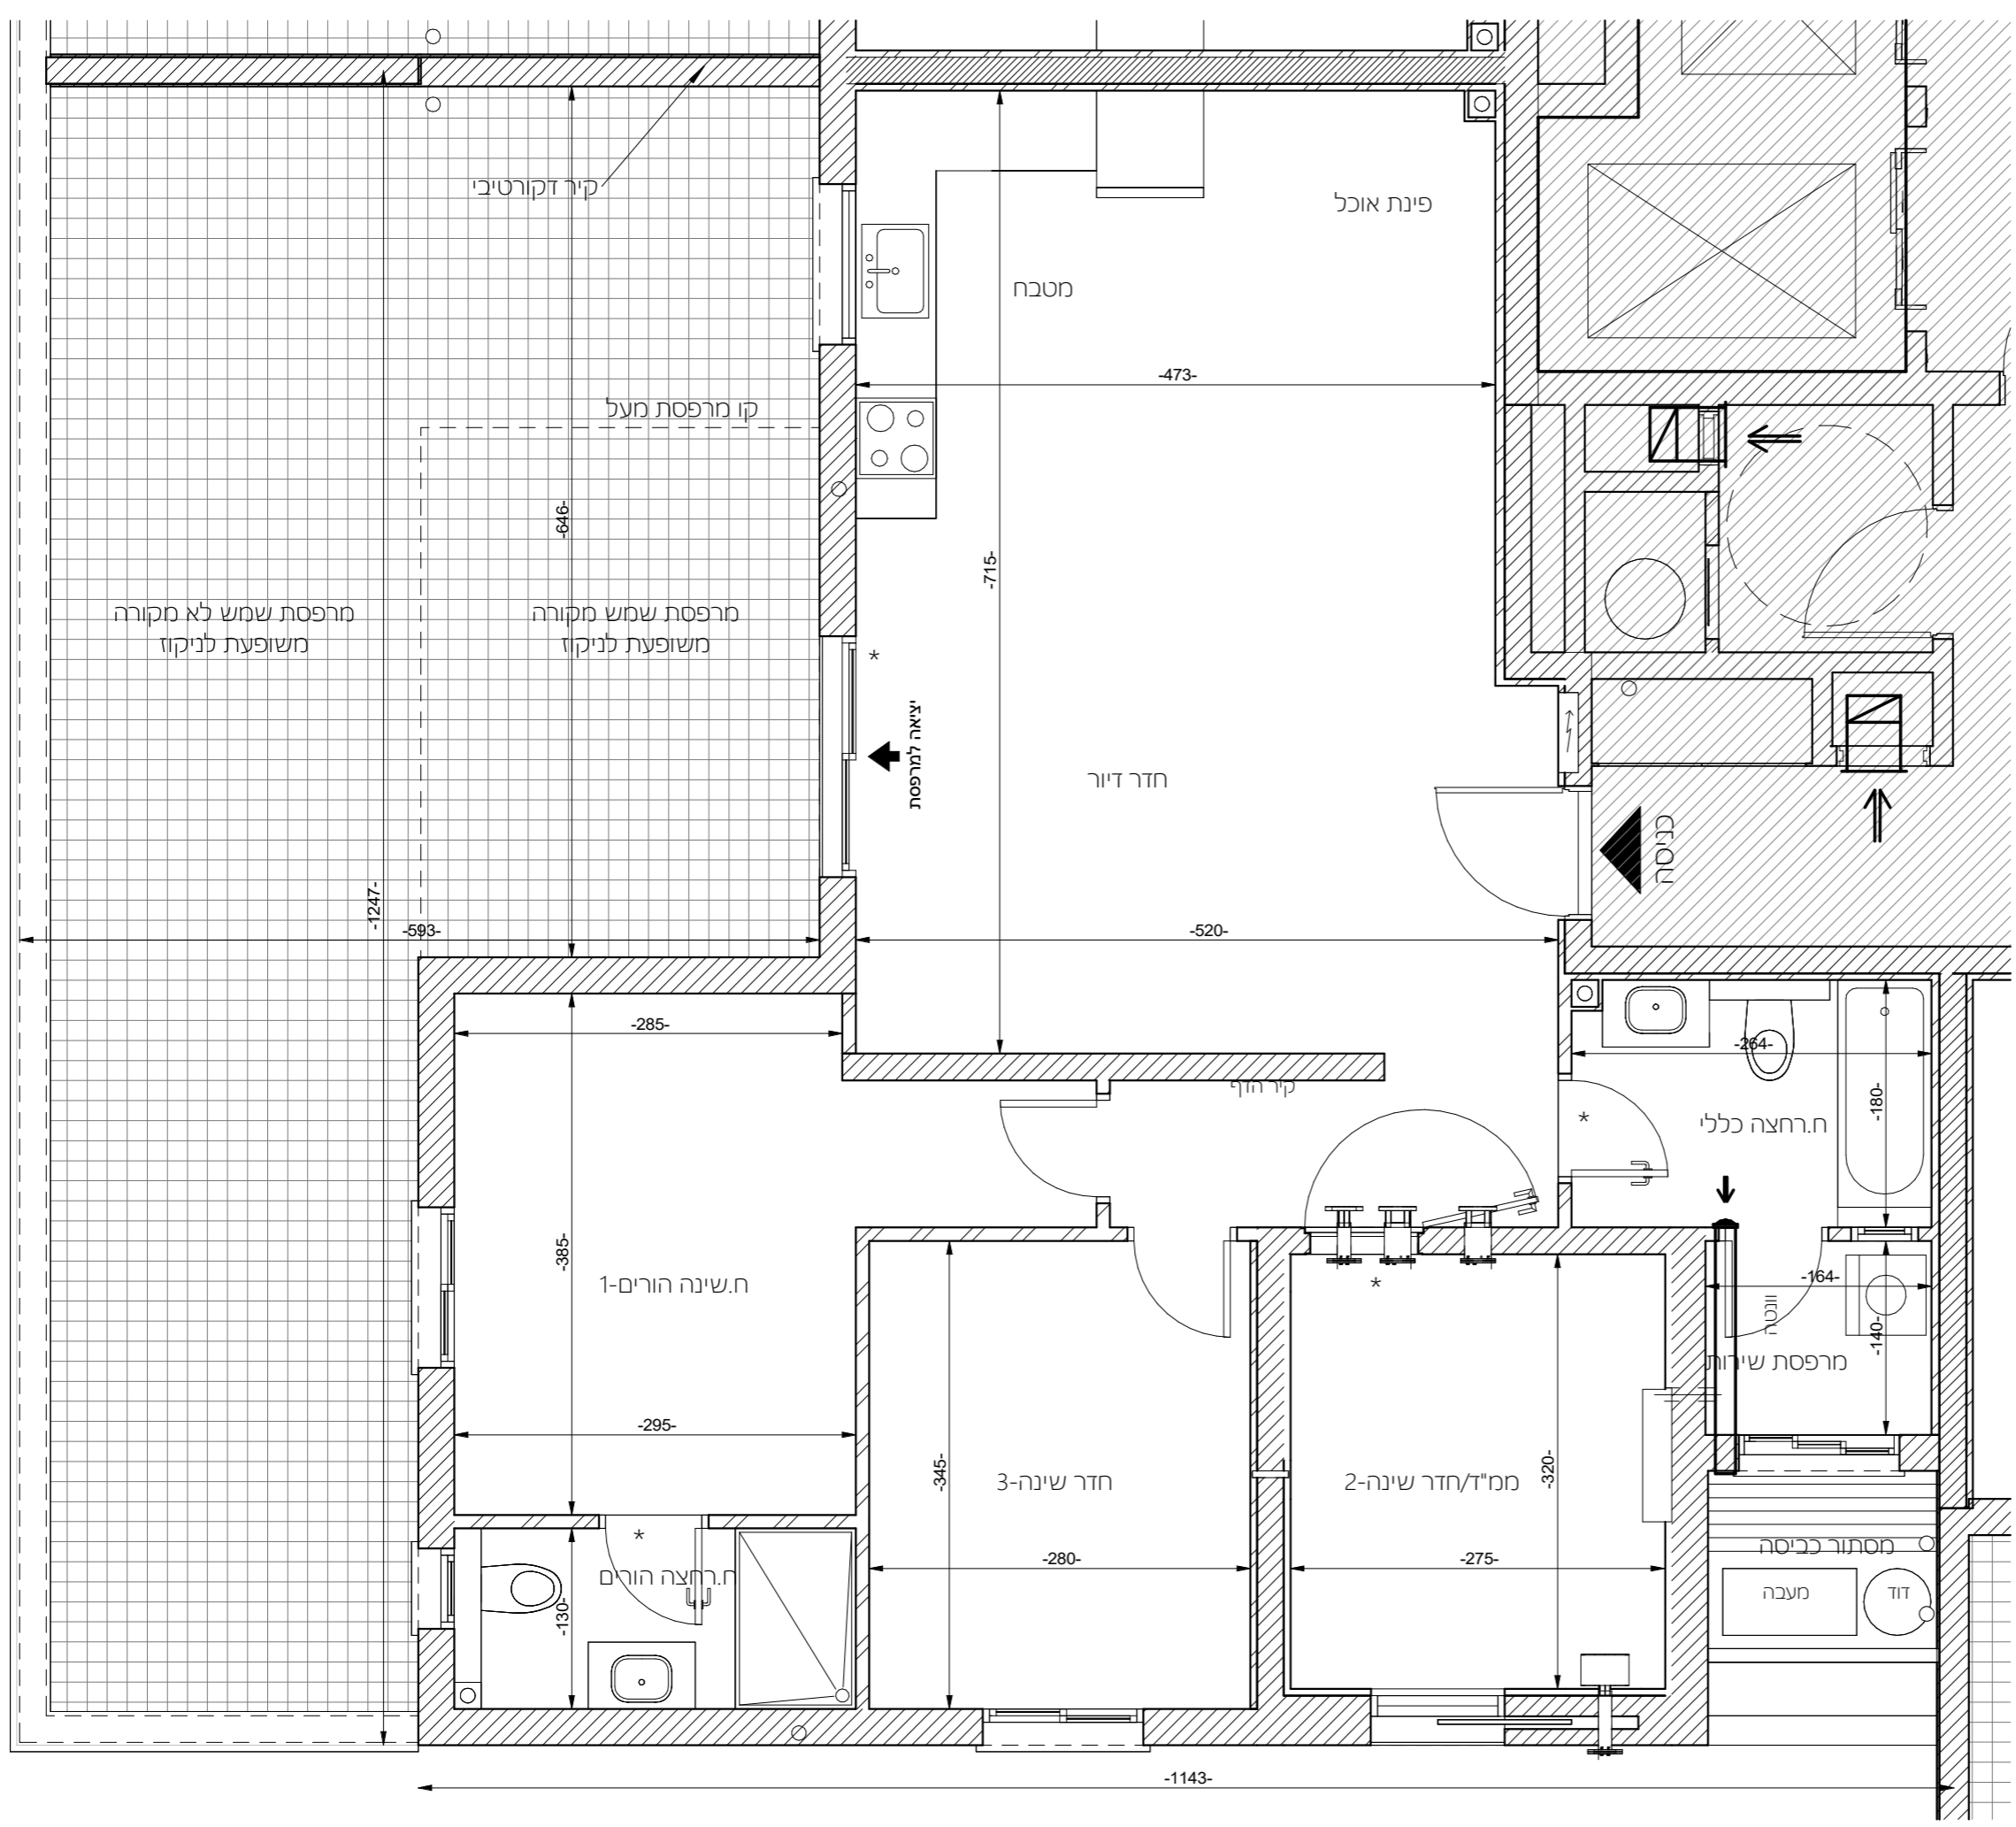 קיר דקורטיבי
פינת אוכל
מטבח
-473-
קו מרפסת מעל
-646-
-715-
מרפסת שמש לא מקורה
משופעת לניקוז
מרפסת שמש מקורה
משופעת לניקוז
*
יציאה למרפסת
חדר דיור
כניסה
-1247-
-593-
-520-
-285-
-264-
קיר הדף
-180-
*
ח.רחצה כללי
-385-
ח.שינה הורים-1
*
-164-
וונטה
-140-
מרפסת שירות
-295-
-345-
חדר שינה-3
ממ"ד/חדר שינה-2
-320-
*
מסתור כביסה
-280-
-275-
ח.רחצה הורים
-130-
מעבה
דוד
-1143-